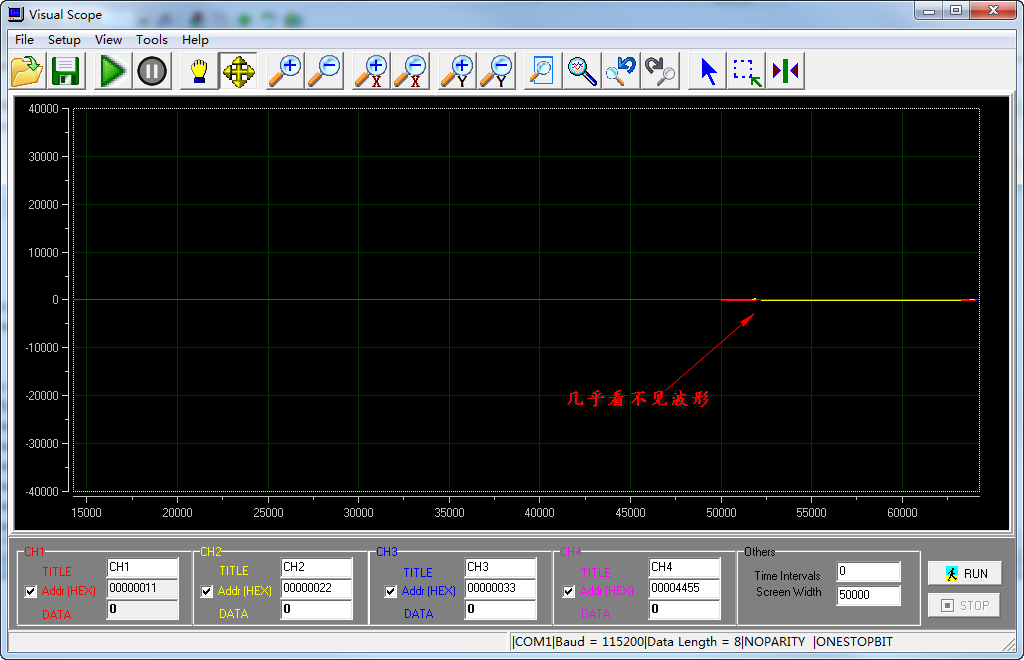 Visual Scope
File Setup View Tools Help
X X Y Y
40000
30000
20000
10000
0
-10000
-20000
-30000
-40000
几乎看不见波形
15000 20000 25000 30000 35000 40000 45000 50000 55000 60000
CH1 CH2 CH3 CH4 Others
TITLE CH1 TITLE CH2 TITLE CH3 TITLE CH4 Time Intervals 0 RUN
Addr (HEX) 00000011 Addr (HEX) 00000022 Addr (HEX) 00000033 Addr (HEX) 00004455 Screen Width 50000
DATA 0 DATA 0 DATA 0 DATA 0 STOP
|COM1|Baud = 115200|Data Length = 8|NOPARITY |ONESTOPBIT